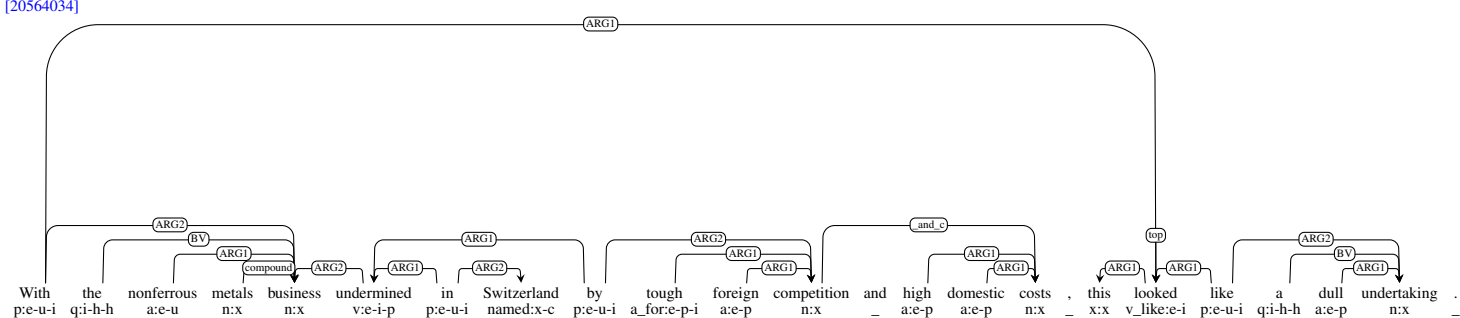 [20564034]
ARG1
ARG2 _and_c top
BV ARG1 ARG2 ARG2
ARG1 ARG1 ARG1 BV
compound ARG2 ARG1 ARG2 ARG1 ARG1 ARG1 ARG1 ARG1
With the nonferrous metals business undermined in Switzerland by tough foreign competition and high domestic costs , this looked like a dull undertaking .
p:e-u-i q:i-h-h a:e-u n:x n:x v:e-i-p p:e-u-i named:x-c p:e-u-i a_for:e-p-i a:e-p n:x _ a:e-p a:e-p n:x _ x:x v_like:e-i p:e-u-i q:i-h-h a:e-p n:x _